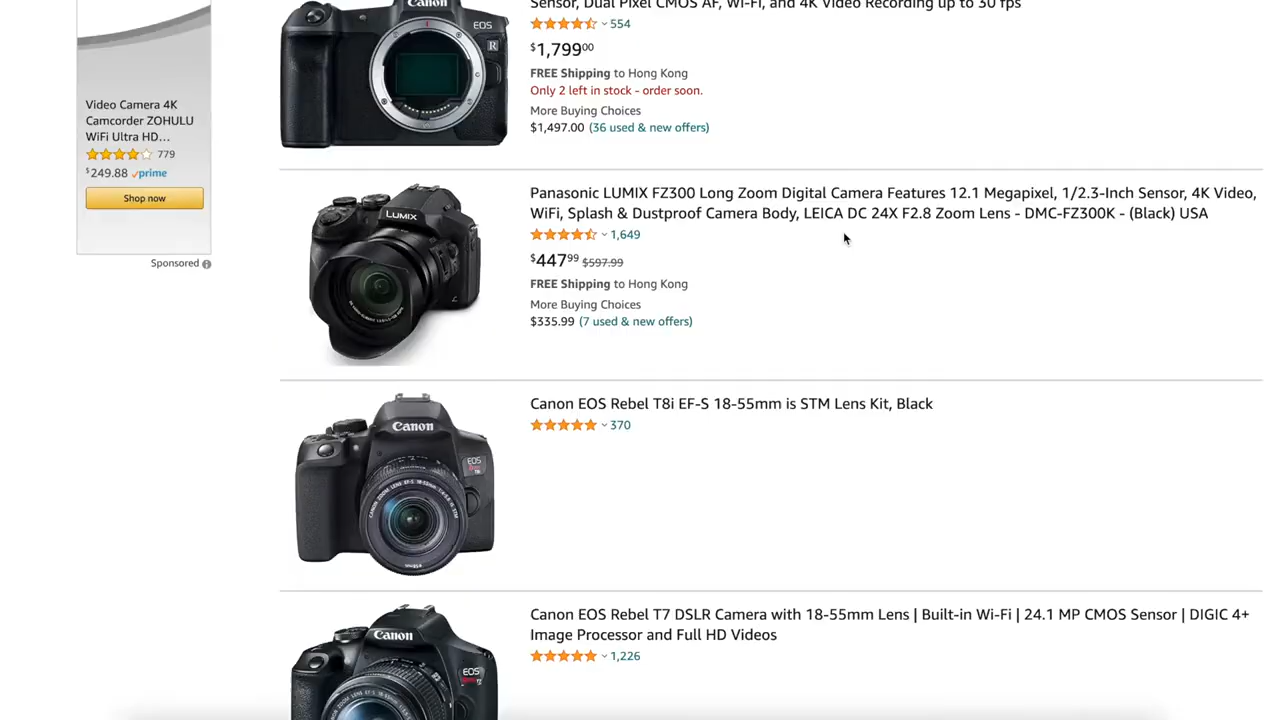 Video Camera 4K
Camcorder ZOHULU
WiFi Ultra HD...
779
$249.88 prime
Shop now
Sponsored
Canon
EOS
R
Sensor, Dual Pixel CMOS AF, Wi-Fi, and 4K Video Recording up to 30 fps
554
$1,799 00
FREE Shipping to Hong Kong
Only 2 left in stock - order soon.
More Buying Choices
$1,497.00 (36 used & new offers)
LUMIX
Panasonic LUMIX FZ300 Long Zoom Digital Camera Features 12.1 Megapixel, 1/2.3-Inch Sensor, 4K Video,
WiFi, Splash & Dustproof Camera Body, LEICA DC 24X F2.8 Zoom Lens - DMC-FZ300K - (Black) USA
1,649
$447 99 $597.99
FREE Shipping to Hong Kong
More Buying Choices
$335.99 (7 used & new offers)
Canon
EOS
Canon EOS Rebel T8i EF-S 18-55mm is STM Lens Kit, Black
370
Canon
EOS
Canon EOS Rebel T7 DSLR Camera with 18-55mm Lens | Built-in Wi-Fi | 24.1 MP CMOS Sensor | DIGIC 4+
Image Processor and Full HD Videos
1,226